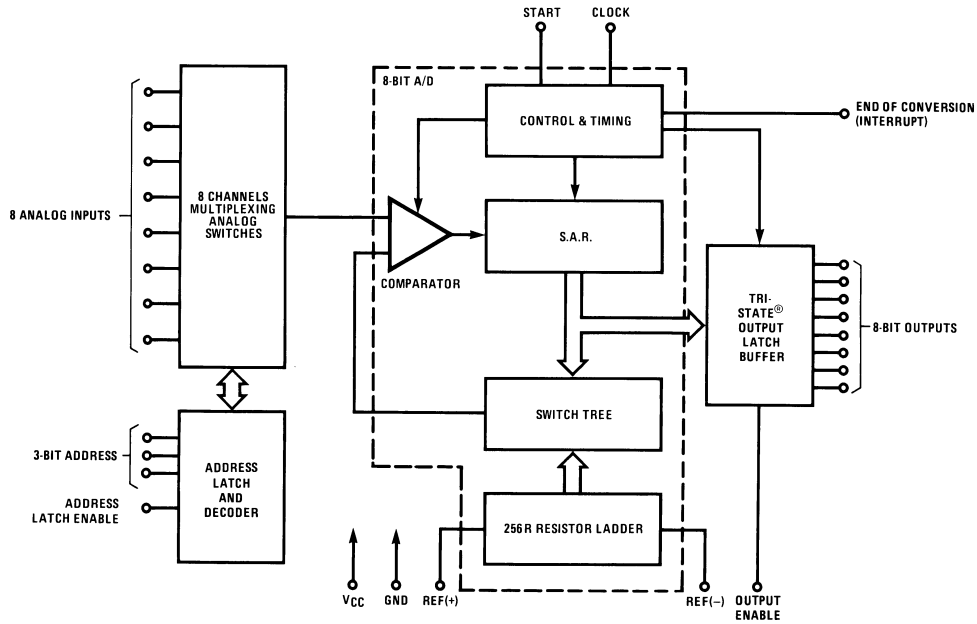 START
CLOCK
8-BIT A/D
CONTROL & TIMING
END OF CONVERSION
(INTERRUPT)
8 ANALOG INPUTS
8 CHANNELS
MULTIPLEXING
ANALOG
SWITCHES
S.A.R.
COMPARATOR
TRI-
STATE®
OUTPUT
LATCH
BUFFER
8-BIT OUTPUTS
SWITCH TREE
3-BIT ADDRESS
ADDRESS
LATCH ENABLE
ADDRESS
LATCH
AND
DECODER
256R RESISTOR LADDER
VCC
GND
REF(+)
REF(−)
OUTPUT
ENABLE